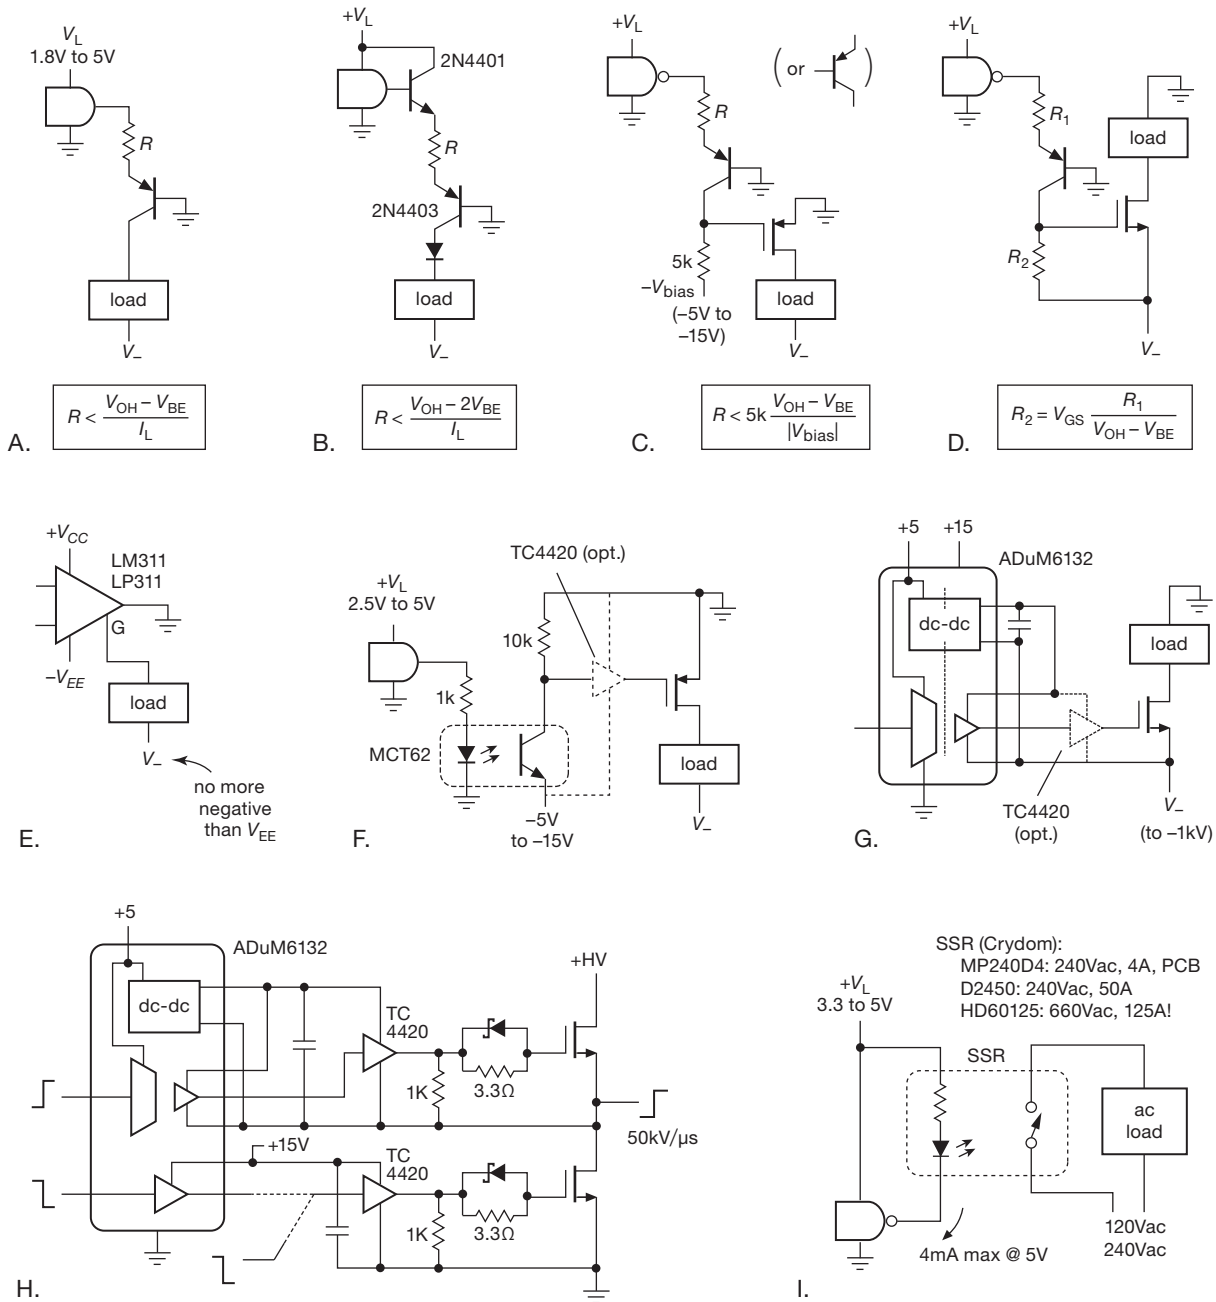 V_L
1.8V to 5V
R
load
V_–
R < (V_OH – V_BE) / I_L
A.
+V_L
2N4401
R
2N4403
load
V_–
R < (V_OH – 2V_BE) / I_L
B.
+V_L
(or )
R
5k
–V_bias
(–5V to
–15V)
load
V_–
R < 5k (V_OH – V_BE) / |V_bias|
C.
+V_L
R_1
load
R_2
V_–
R_2 = V_GS R_1 / (V_OH – V_BE)
D.
+V_CC
LM311
LP311
G
–V_EE
load
V_–
no more
negative
than V_EE
E.
TC4420 (opt.)
+V_L
2.5V to 5V
10k
1k
MCT62
load
–5V
to –15V
V_–
F.
+5 +15
ADuM6132
dc-dc
load
TC4420
(opt.)
V_–
(to –1kV)
G.
+5
ADuM6132
+HV
dc-dc
TC
4420
1K
3.3Ω
50kV/µs
+15V
TC
4420
1K
3.3Ω
H.
SSR (Crydom):
MP240D4: 240Vac, 4A, PCB
D2450: 240Vac, 50A
HD60125: 660Vac, 125A!
+V_L
3.3 to 5V
SSR
ac
load
120Vac
240Vac
4mA max @ 5V
I.